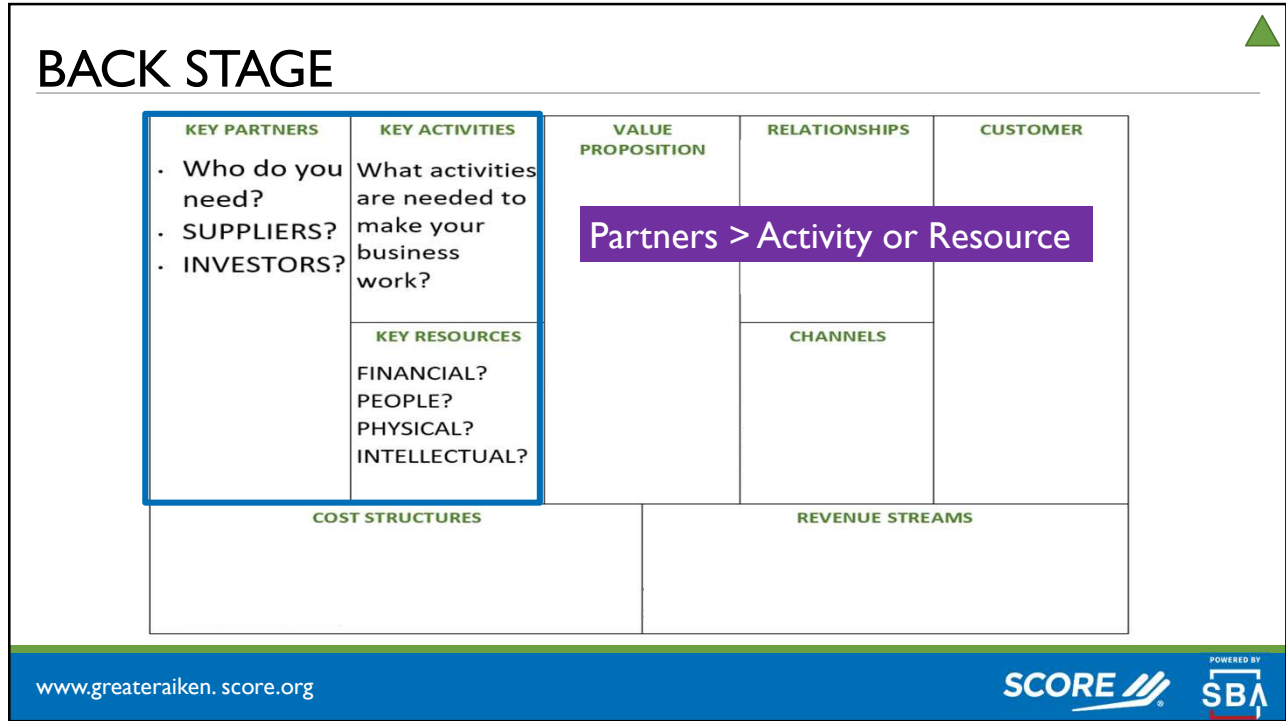 BACK STAGE
KEY PARTNERS
· Who do you
need?
· SUPPLIERS?
· INVESTORS?
KEY ACTIVITIES
What activities
are needed to
make your
business
work?
KEY RESOURCES
FINANCIAL?
PEOPLE?
PHYSICAL?
INTELLECTUAL?
VALUE
PROPOSITION
RELATIONSHIPS
CHANNELS
CUSTOMER
Partners > Activity or Resource
COST STRUCTURES
REVENUE STREAMS
www.greateraiken. score.org
SCORE
POWERED BY
SBA